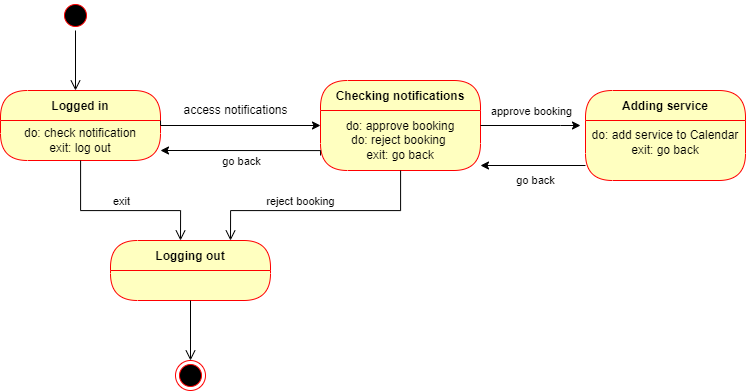 Logged in
do: check notification
exit: log out
access notifications
go back
Checking notifications
do: approve booking
do: reject booking
exit: go back
approve booking
go back
Adding service
do: add service to Calendar
exit: go back
exit
reject booking
Logging out